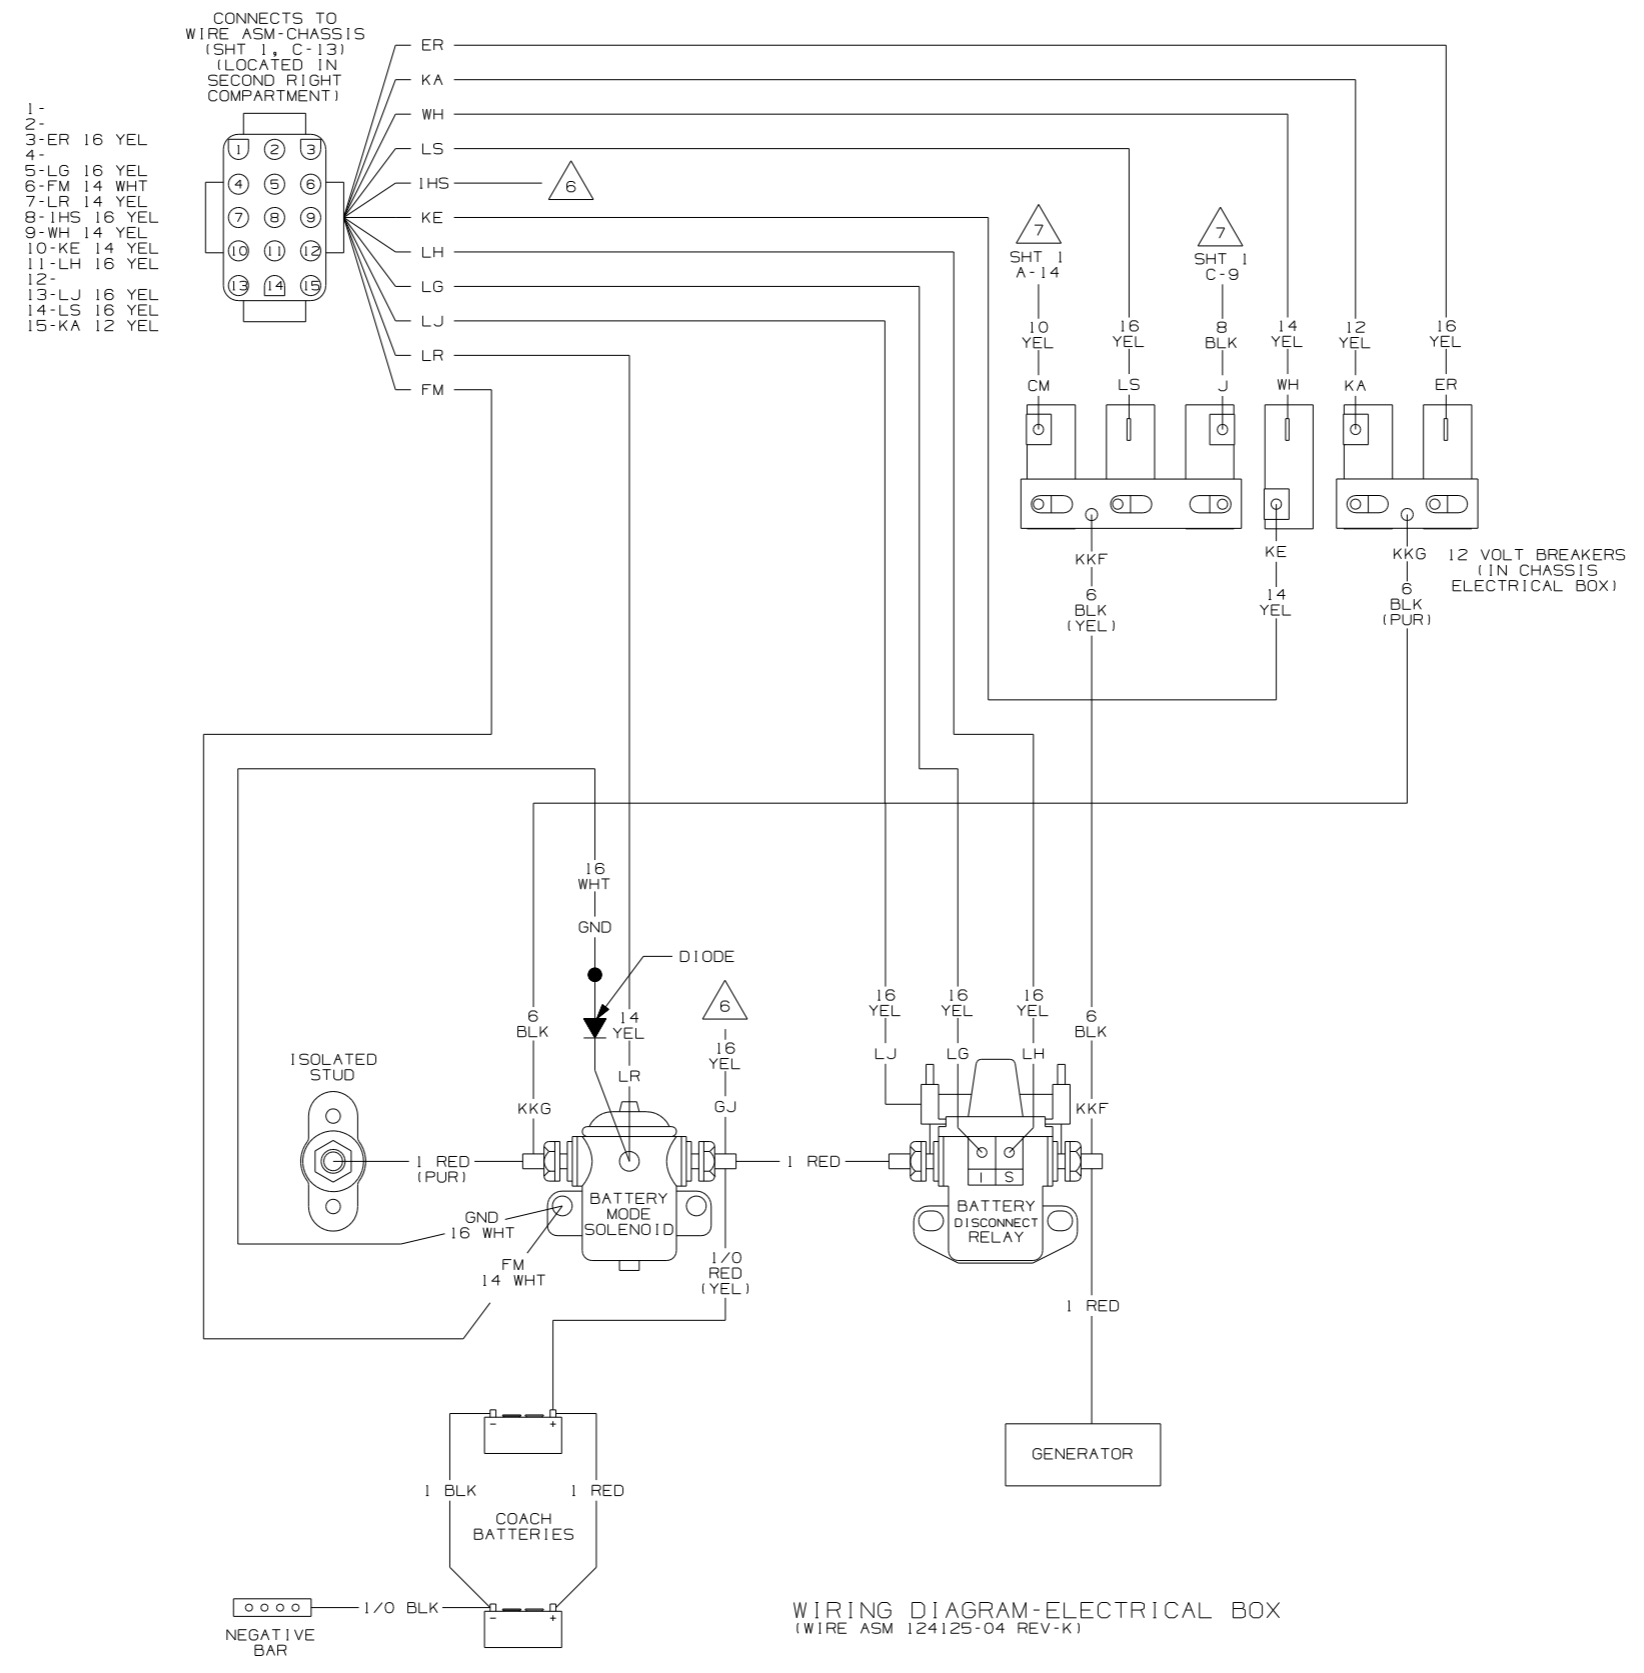 CONNECTS TO
WIRE ASM-CHASSIS
(SHT 1, C-13)
(LOCATED IN
SECOND RIGHT
COMPARTMENT)
1-
2-
3-ER 16 YEL
4-
5-LG 16 YEL
6-FM 14 WHT
7-LR 14 YEL
8-1HS 16 YEL
9-WH 14 YEL
10-KE 14 YEL
11-LH 16 YEL
12-
13-LJ 16 YEL
14-LS 16 YEL
15-KA 12 YEL
1 2 3
4 5 6
7 8 9
10 11 12
13 14 15
ER
KA
WH
LS
1HS
6
KE
LH
LG
LJ
LR
FM
7
SHT 1
A-14
7
SHT 1
C-9
10
YEL
16
YEL
8
BLK
14
YEL
12
YEL
16
YEL
CM
LS
J
WH
KA
ER
KKF
6
BLK
(YEL)
KE
14
YEL
KKG
6
BLK
(PUR)
12 VOLT BREAKERS
(IN CHASSIS
ELECTRICAL BOX)
16
WHT
GND
DIODE
6
BLK
KKG
14
YEL
LR
6
16
YEL
GJ
16
YEL
LJ
16
YEL
LG
16
YEL
LH
6
BLK
KKF
ISOLATED
STUD
1 RED
(PUR)
1 RED
I S
BATTERY
MODE
SOLENOID
BATTERY
DISCONNECT
RELAY
GND
16 WHT
FM
14 WHT
1/0
RED
(YEL)
1 RED
GENERATOR
- +
1 BLK
1 RED
COACH
BATTERIES
- +
1/0 BLK
NEGATIVE
BAR
WIRING DIAGRAM-ELECTRICAL BOX
(WIRE ASM 124125-04 REV-K)